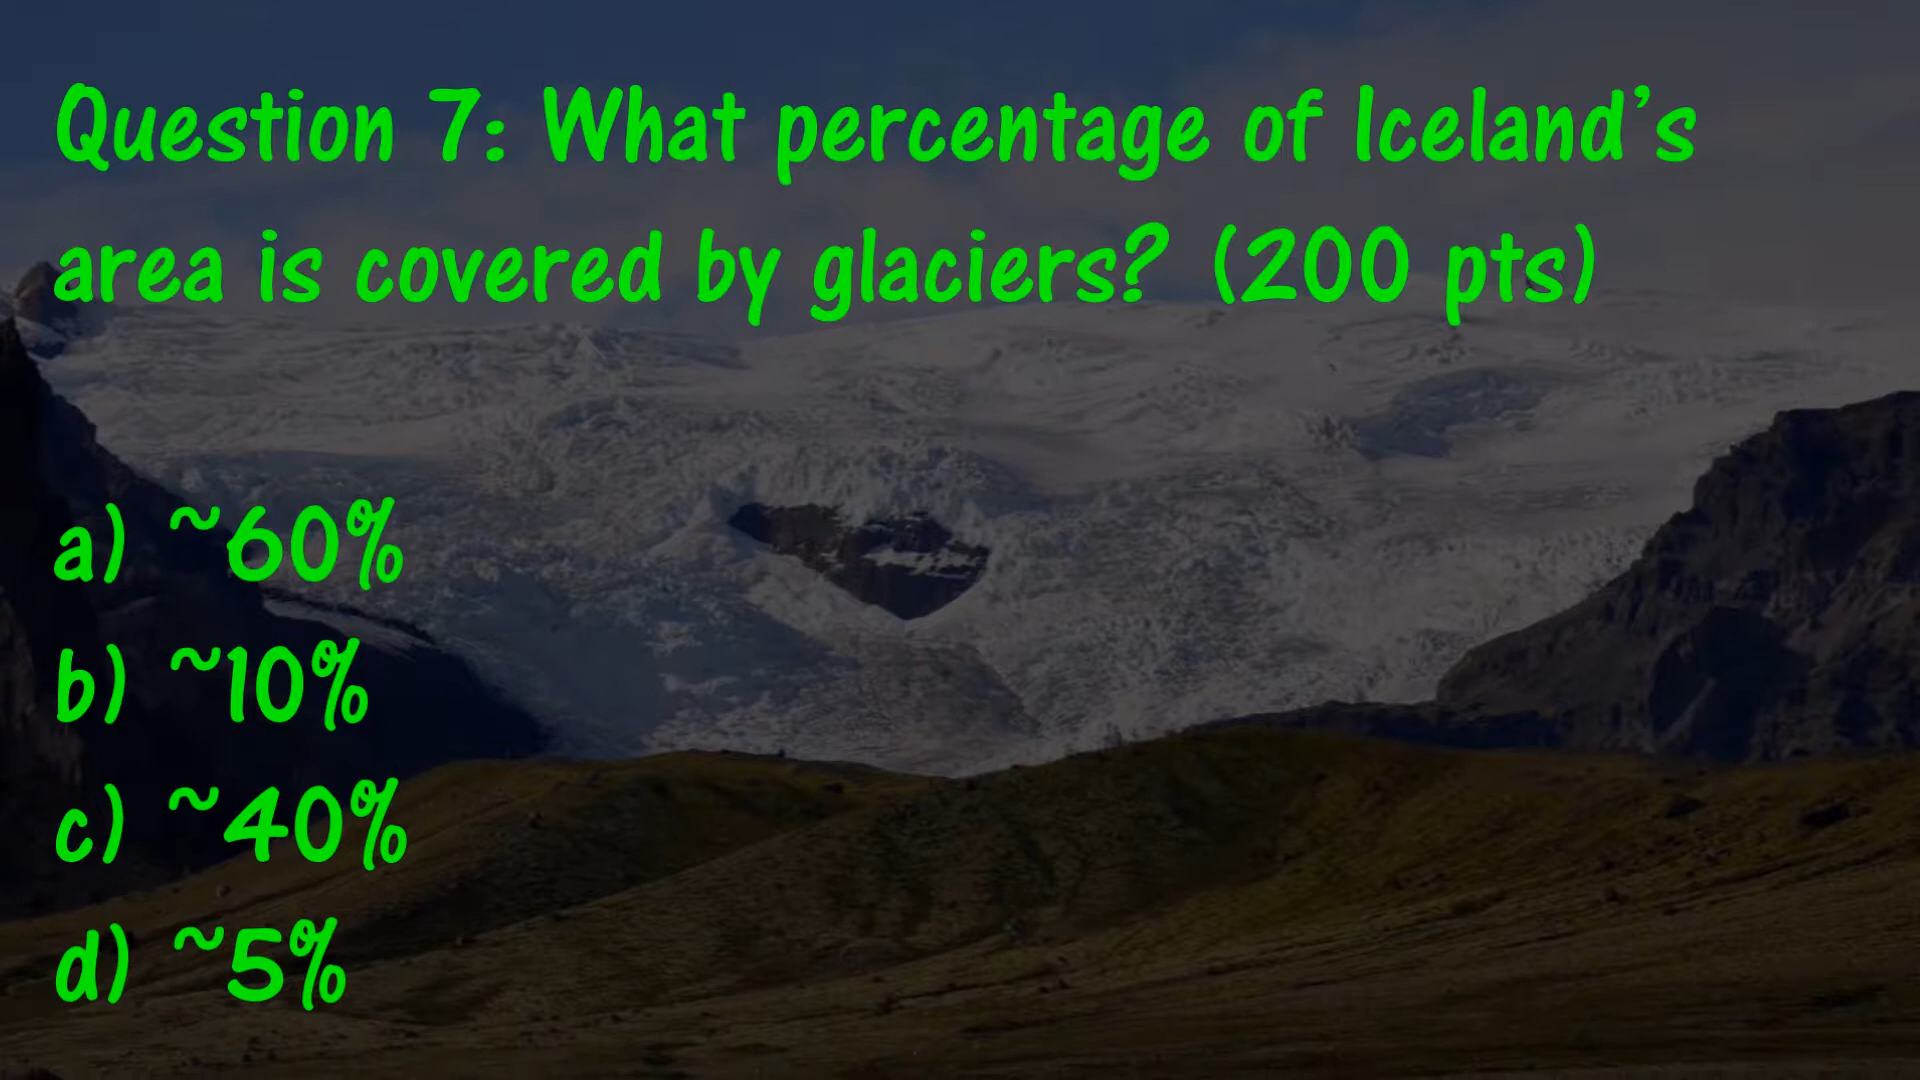 Question 7: What percentage of Iceland’s
area is covered by glaciers? (200 pts)
a) ~60%
b) ~10%
c) ~40%
d) ~5%